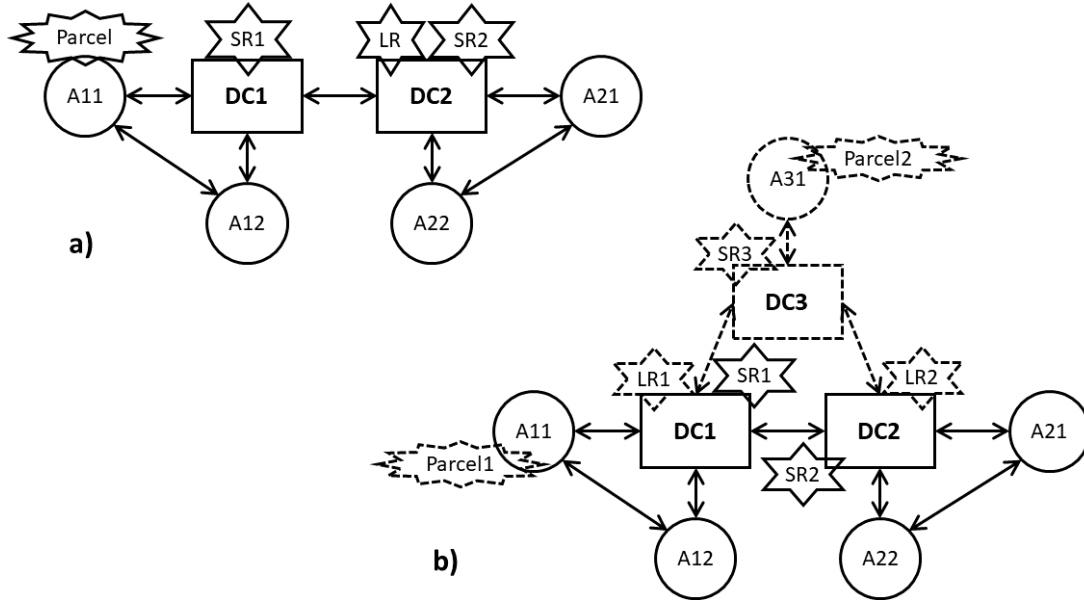 Parcel
SR1
LR
SR2
A11
DC1
DC2
A21
A12
A22
a)
A31
Parcel2
SR3
DC3
LR1
SR1
LR2
A11
DC1
DC2
A21
Parcel1
SR2
A12
A22
b)